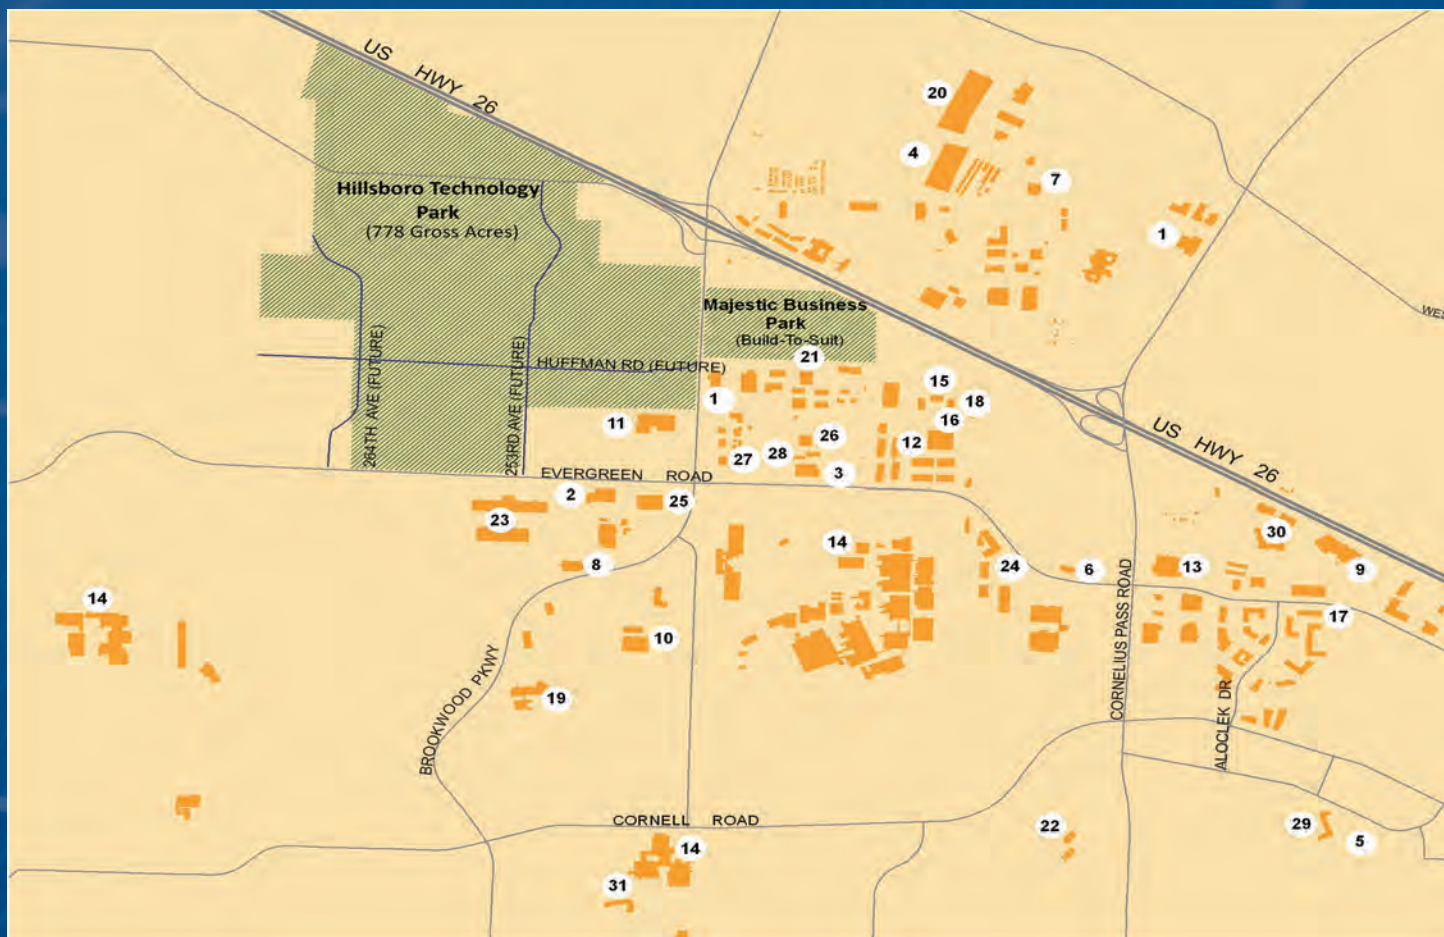 US HWY 26
20
4
7
1
Hillsboro Technology
Park
(778 Gross Acres)
Majestic Business
Park
(Build-To-Suit)
264TH AVE (FUTURE)
253RD AVE (FUTURE)
HUFFMAN RD (FUTURE)
21
15
1
18
16
11
26
12
28
27
3
EVERGREEN ROAD
US HWY 26
2
25
23
14
30
8
24
6
13
9
14
17
10
CORNELIUS PASS ROAD
19
BROOKWOOD PKWY
ALOCLEK DR
CORNELL ROAD
22
29
5
14
31